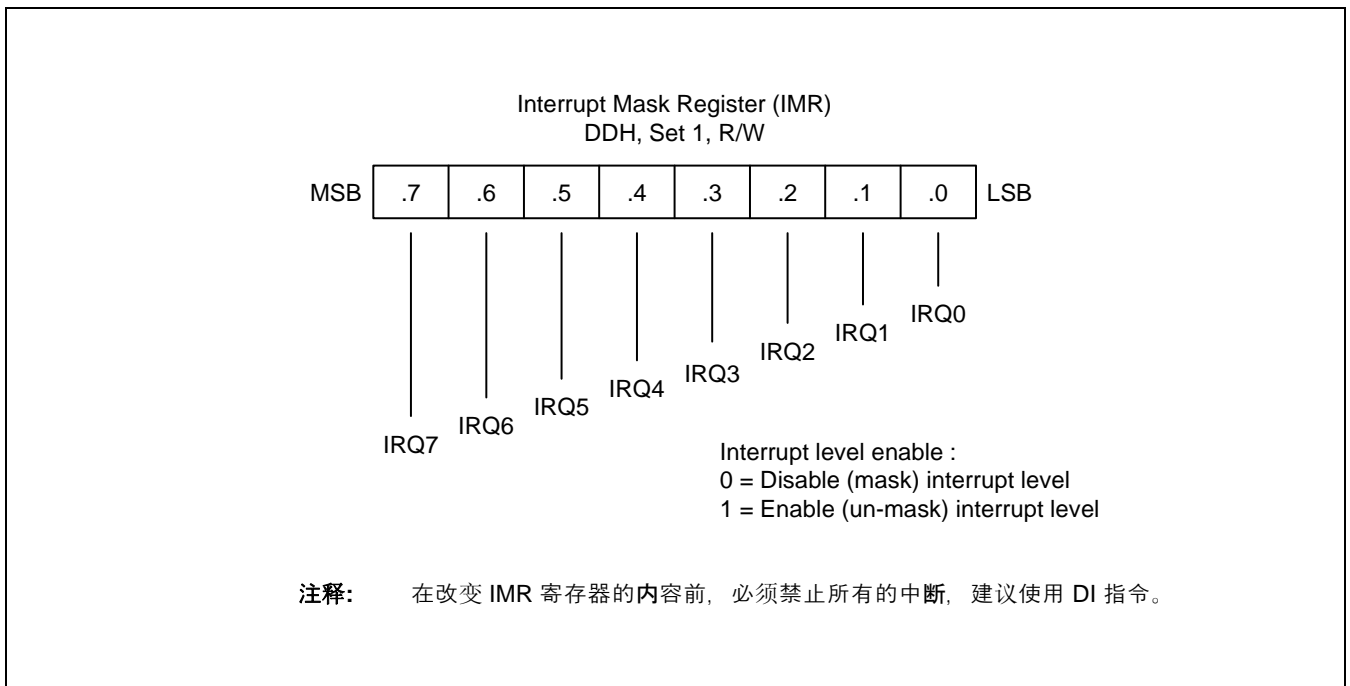 Interrupt Mask Register (IMR)
DDH, Set 1, R/W
MSB .7 .6 .5 .4 .3 .2 .1 .0 LSB
IRQ0
IRQ1
IRQ2
IRQ3
IRQ4
IRQ5
IRQ6
IRQ7
Interrupt level enable :
0 = Disable (mask) interrupt level
1 = Enable (un-mask) interrupt level
注释: 在改变 IMR 寄存器的内容前, 必须禁止所有的中断, 建议使用 DI 指令。